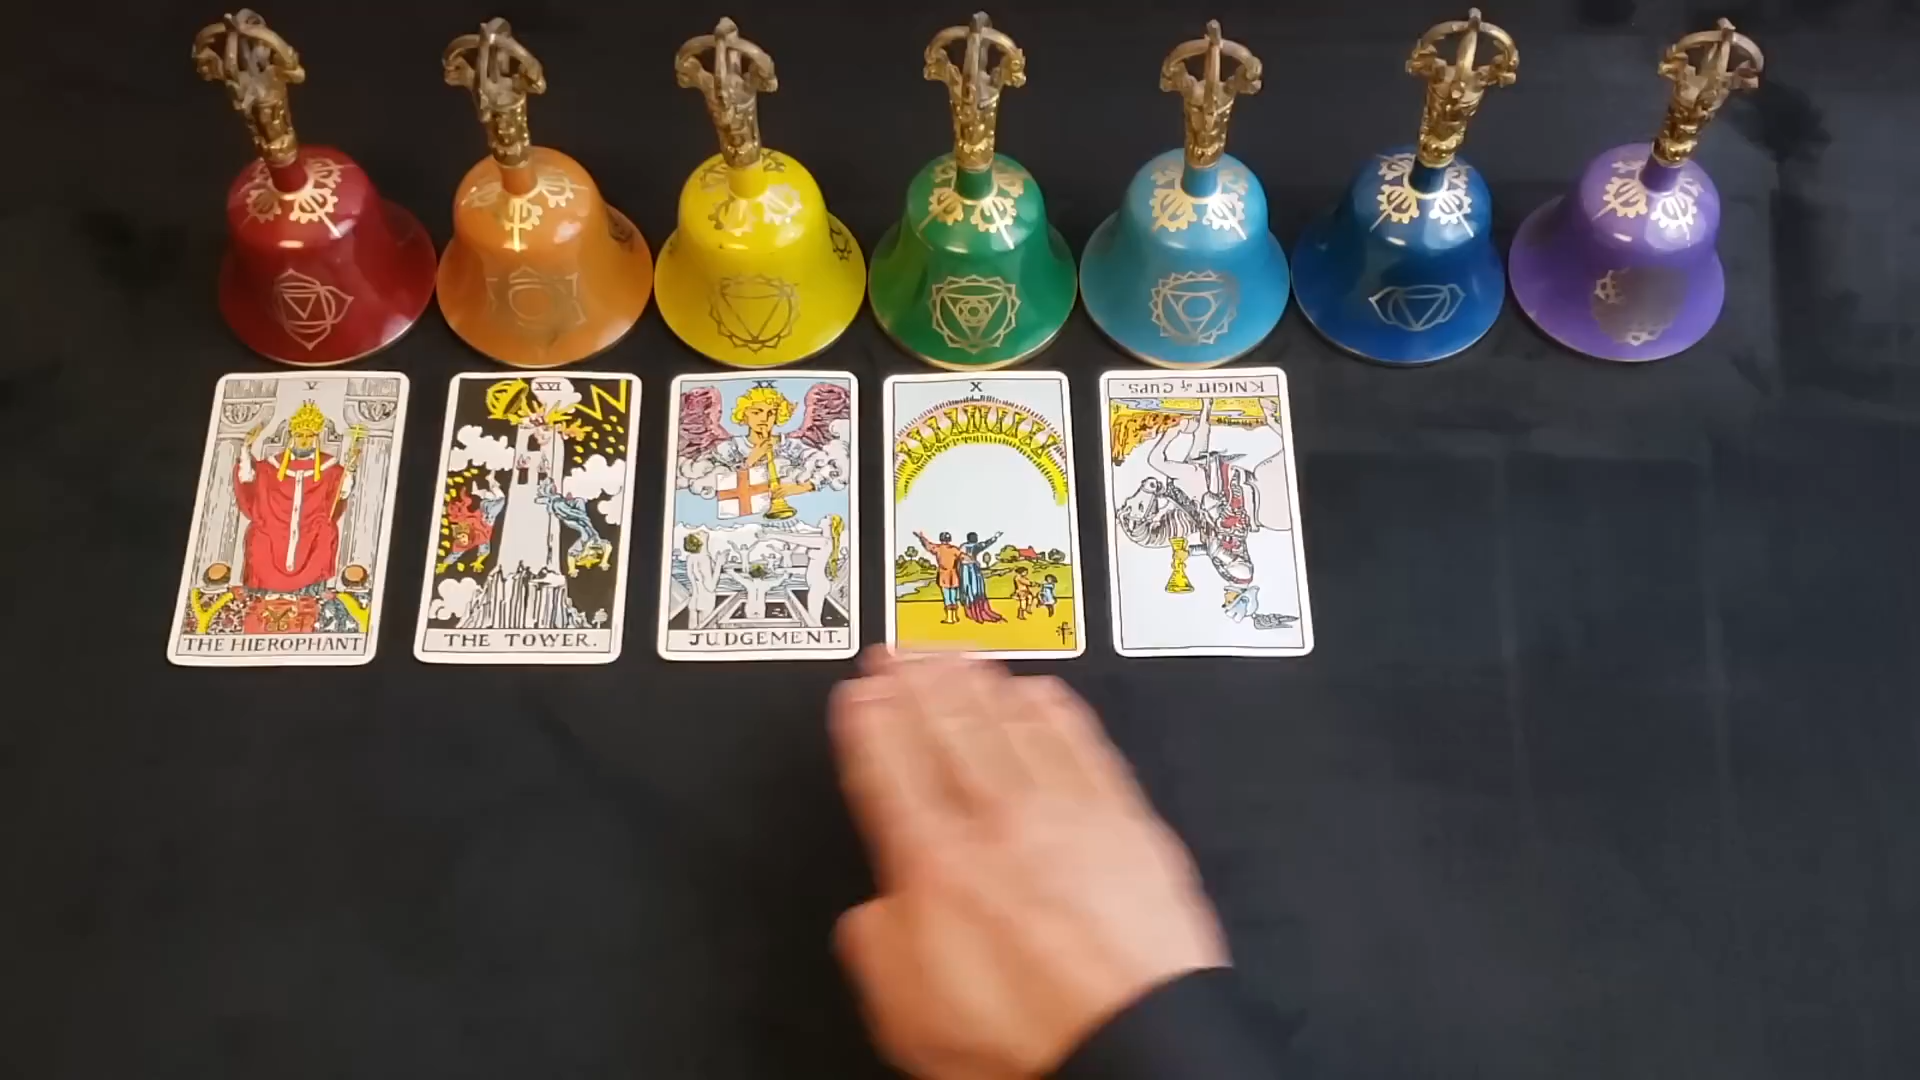 V
THE HIEROPHANT
XVI
THE TOWER.
XX
JUDGEMENT.
X
KNIGHT of CUPS.